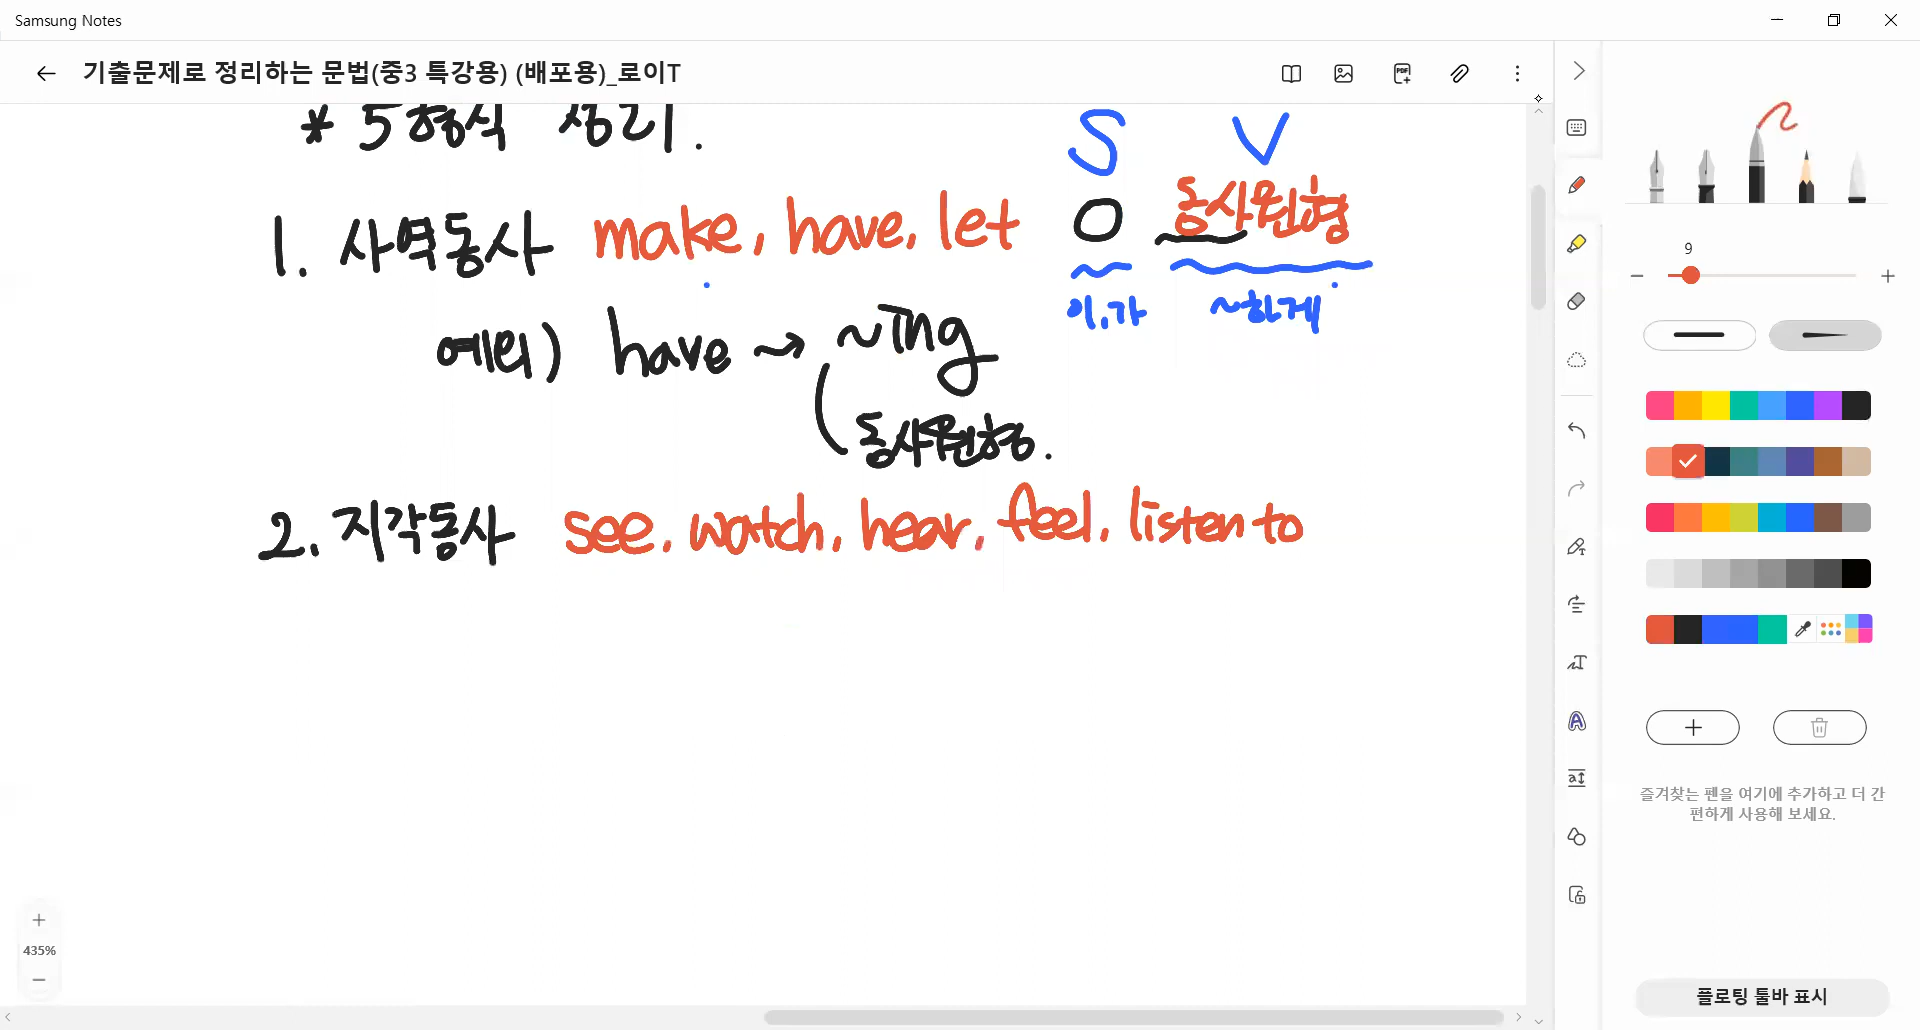 Samsung Notes
기출문제로 정리하는 문법(중3 특강용) (배포용)_로이T
* 5형식 정리.
S V
1. 사역동사 make, have, let O 동사원형
이,가 ~하게
예외) have → ~ing
동사원형.
2. 지각동사 see, watch, hear, feel, listen to
9
즐겨찾는 펜을 여기에 추가하고 더 간
편하게 사용해 보세요.
435%
플로팅 툴바 표시